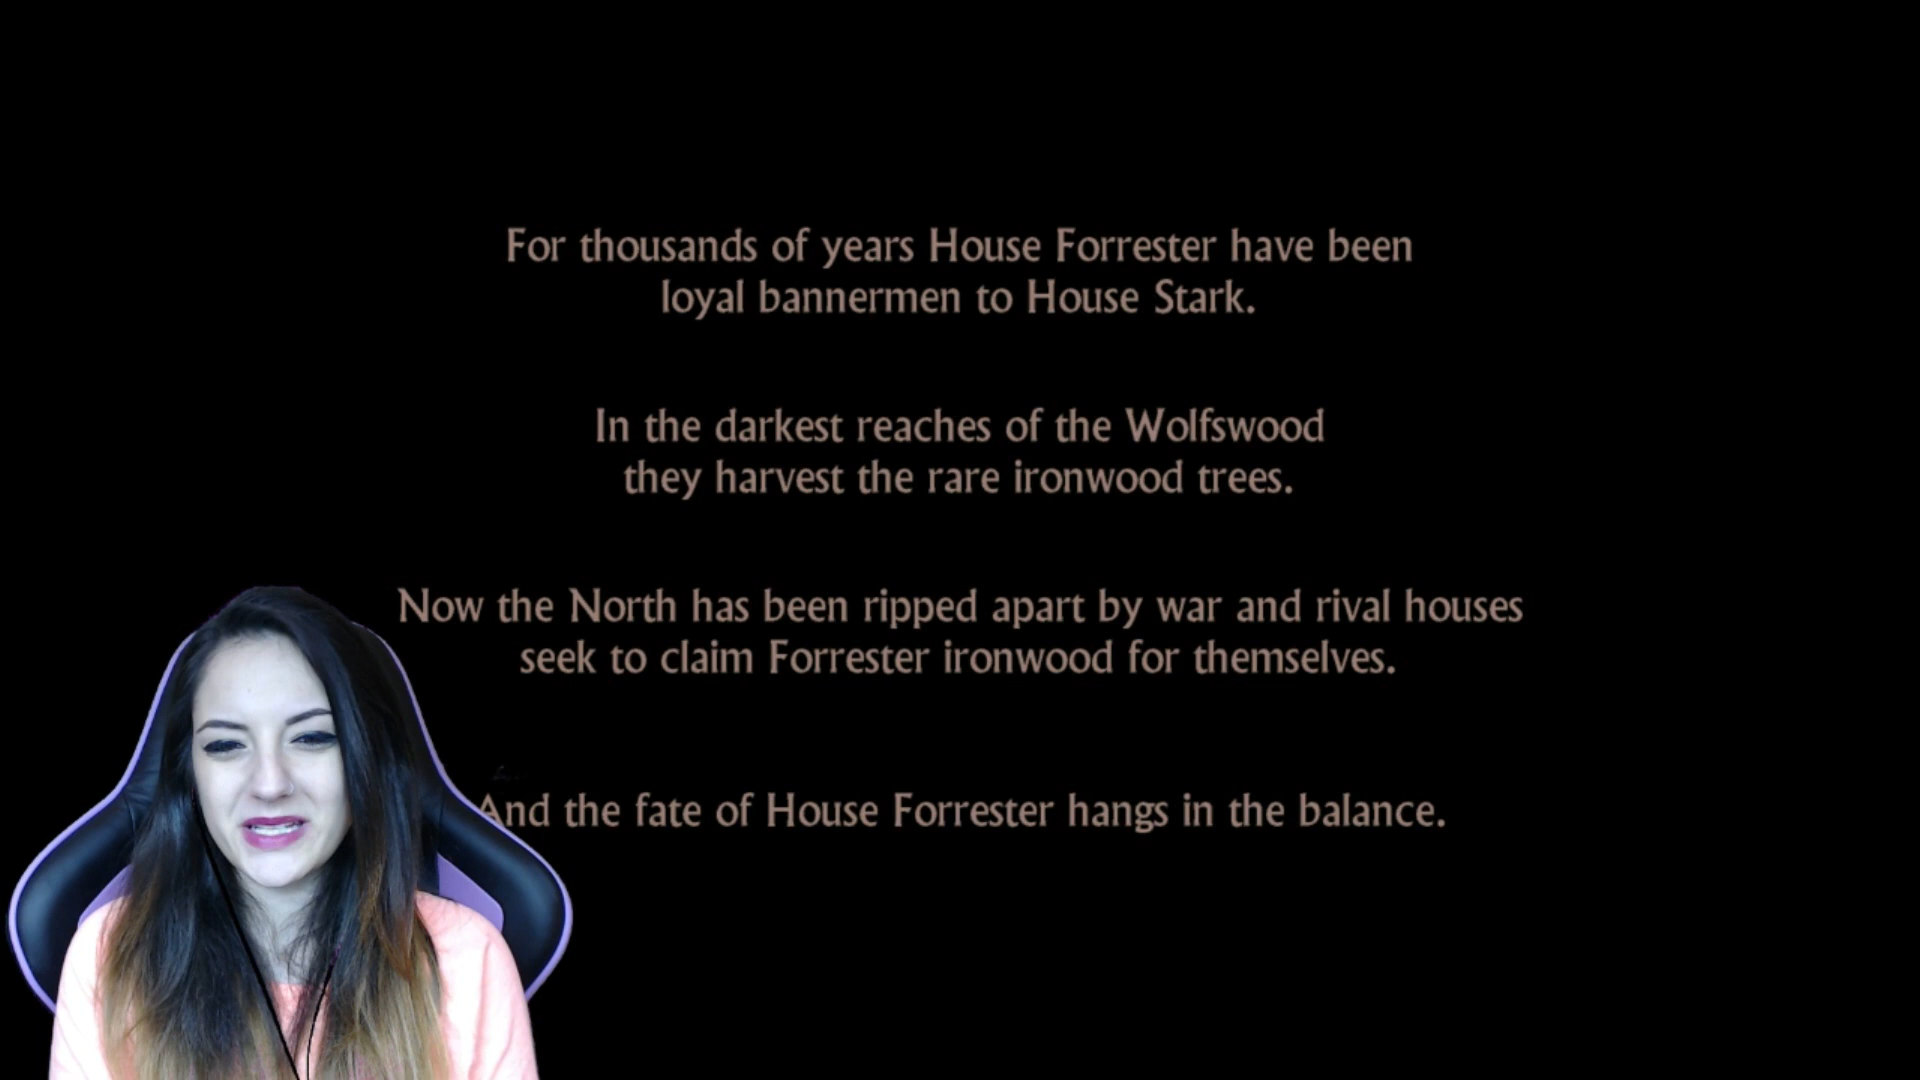 For thousands of years House Forrester have been
loyal bannermen to House Stark.
In the darkest reaches of the Wolfswood
they harvest the rare ironwood trees.
Now the North has been ripped apart by war and rival houses
seek to claim Forrester ironwood for themselves.
And the fate of House Forrester hangs in the balance.